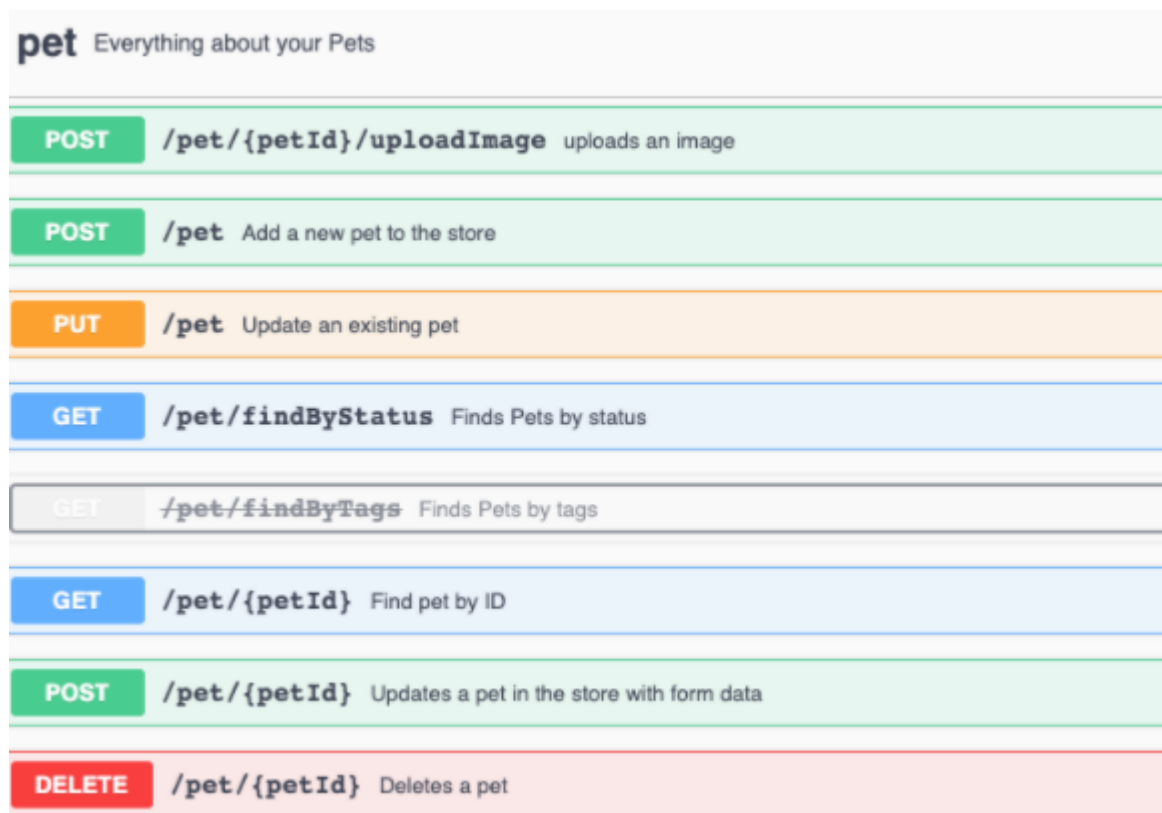 pet Everything about your Pets
POST /pet/{petId}/uploadImage uploads an image
POST /pet Add a new pet to the store
PUT /pet Update an existing pet
GET /pet/findByStatus Finds Pets by status
GET /pet/findByTags Finds Pets by tags
GET /pet/{petId} Find pet by ID
POST /pet/{petId} Updates a pet in the store with form data
DELETE /pet/{petId} Deletes a pet